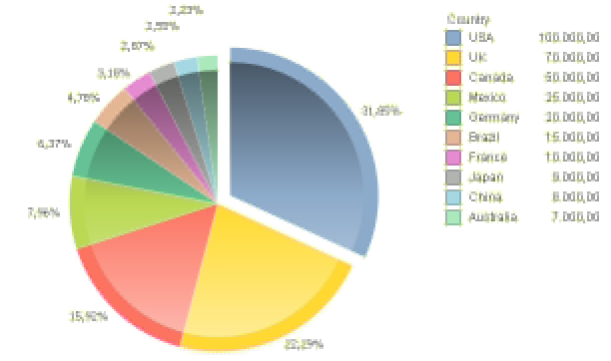 2,23%
2,55%
2,87%
3,18%
4,78%
6,37%
7,96%
15,92%
22,29%
31,85%
Country
USA 100.000,00
UK 70.000,00
Canada 50.000,00
Mexico 25.000,00
Germany 20.000,00
Brazil 15.000,00
France 10.000,00
Japan 9.000,00
China 8.000,00
Australia 7.000,00